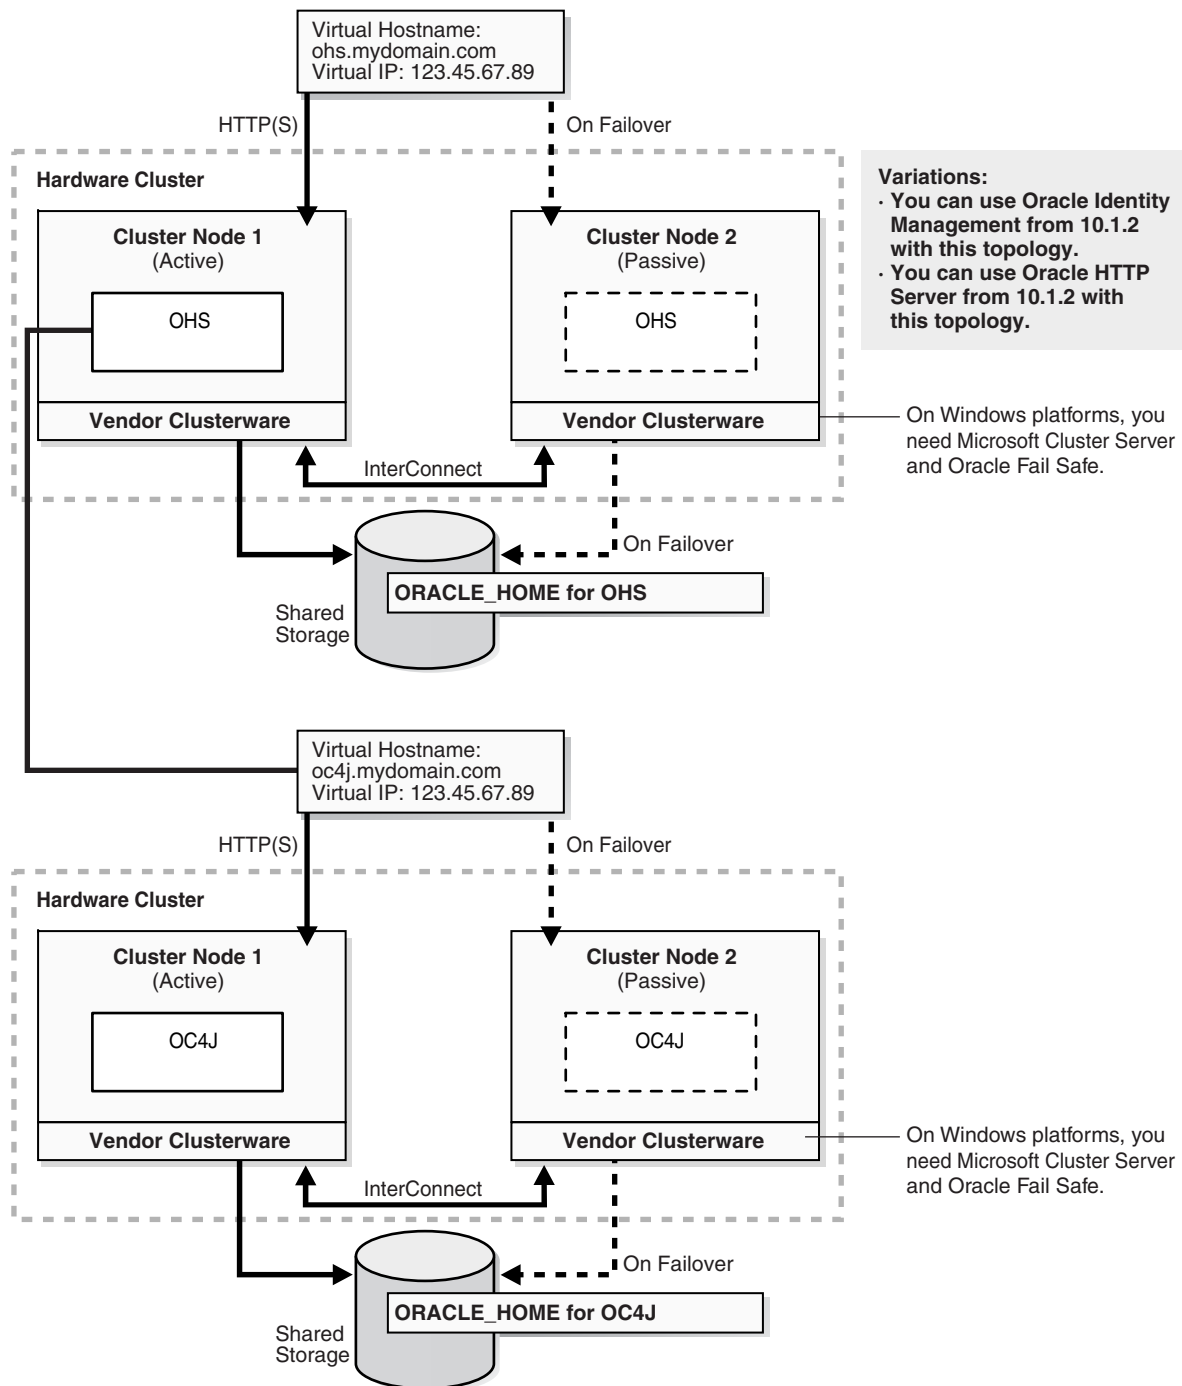 Virtual Hostname:
ohs.mydomain.com
Virtual IP: 123.45.67.89
HTTP(S)
On Failover
Hardware Cluster
Cluster Node 1
(Active)
OHS
Vendor Clusterware
Cluster Node 2
(Passive)
OHS
Vendor Clusterware
InterConnect
Variations:
· You can use Oracle Identity
Management from 10.1.2
with this topology.
· You can use Oracle HTTP
Server from 10.1.2 with
this topology.
On Windows platforms, you
need Microsoft Cluster Server
and Oracle Fail Safe.
On Failover
ORACLE_HOME for OHS
Shared
Storage
Virtual Hostname:
oc4j.mydomain.com
Virtual IP: 123.45.67.89
HTTP(S)
On Failover
Hardware Cluster
Cluster Node 1
(Active)
OC4J
Vendor Clusterware
Cluster Node 2
(Passive)
OC4J
Vendor Clusterware
InterConnect
On Windows platforms, you
need Microsoft Cluster Server
and Oracle Fail Safe.
On Failover
ORACLE_HOME for OC4J
Shared
Storage